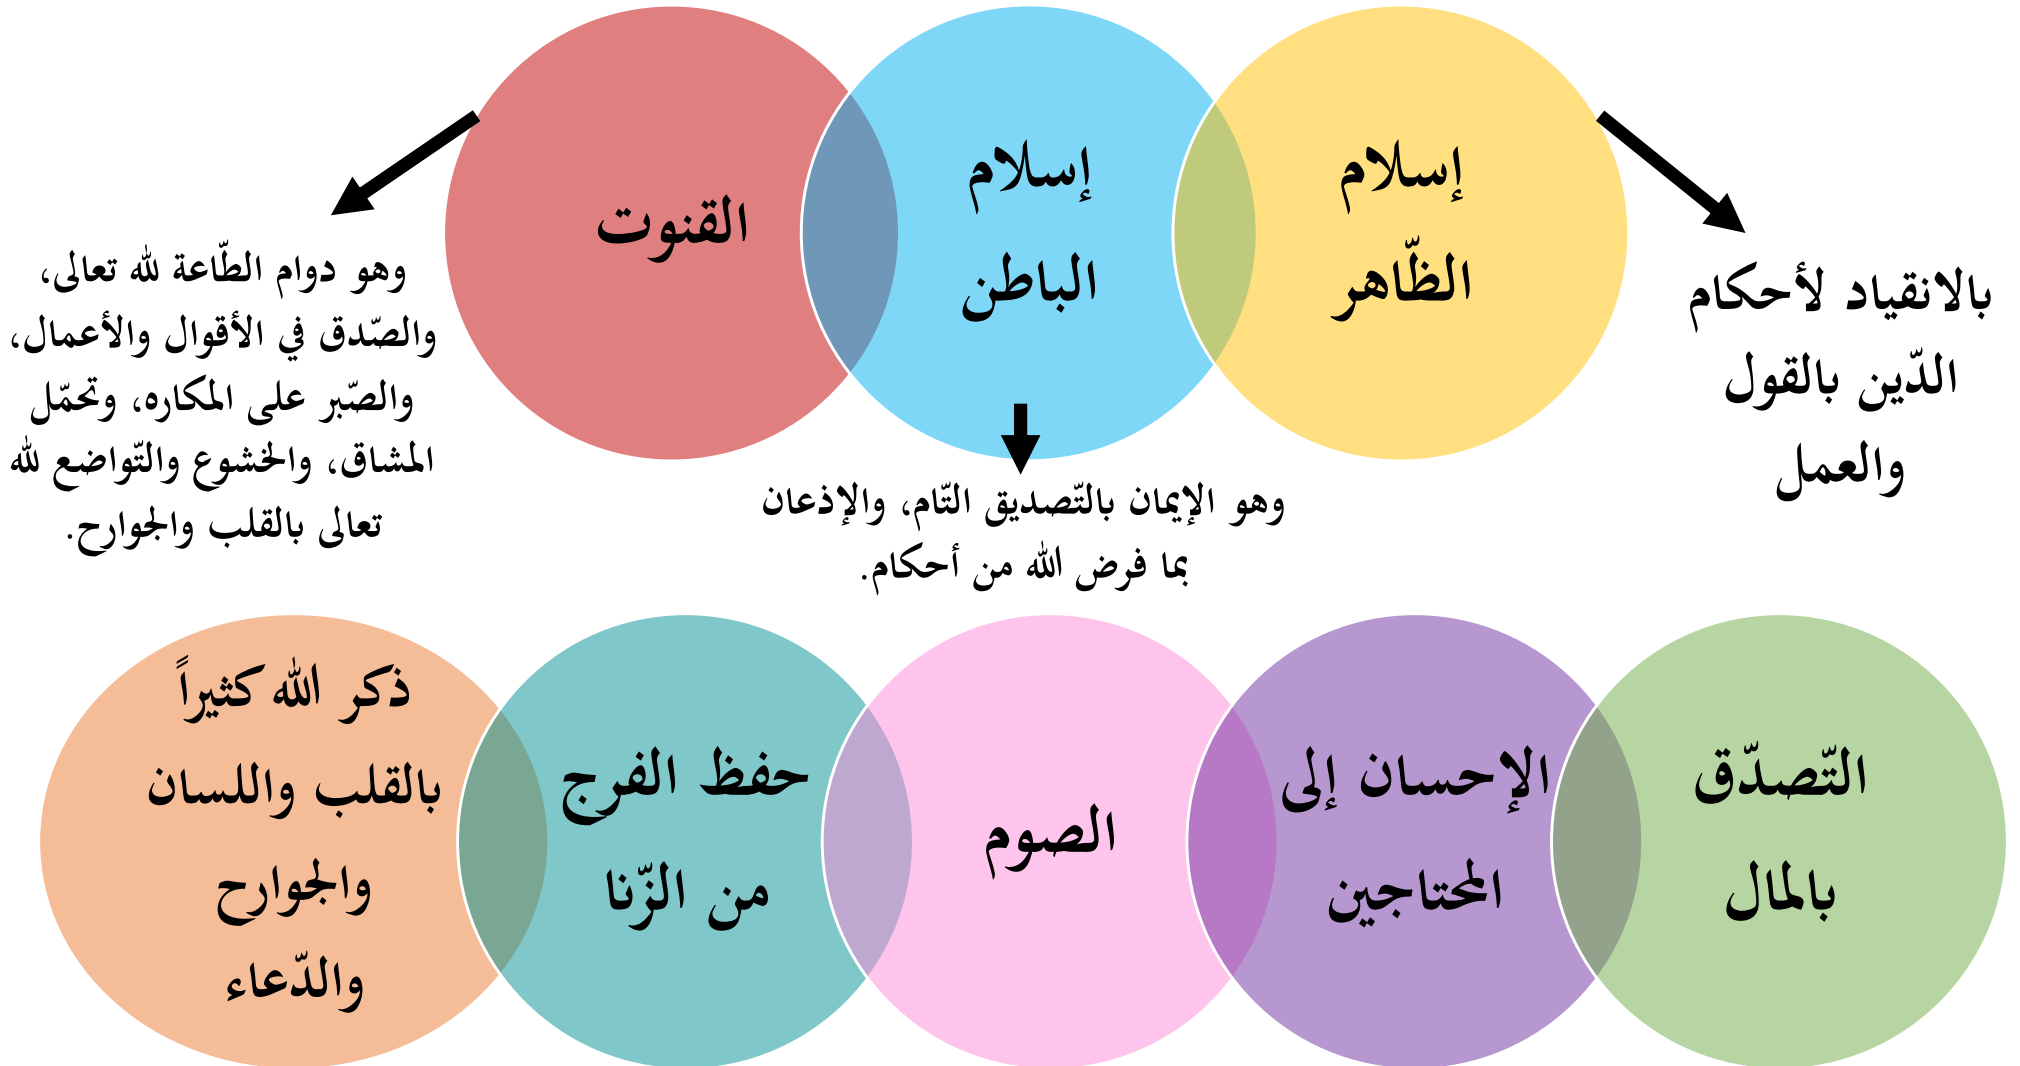 إسلام
الظّاهر
بالانقياد لأحكام
الدّين بالقول
والعمل
إسلام
الباطن
وهو الإيمان بالتّصديق التّام، والإذعان
بما فرض الله من أحكام.
القنوت
وهو دوام الطّاعة لله تعالى،
والصّدق في الأقوال والأعمال،
والصّبر على المكاره، وتحمّل
المشاق، والخشوع والتّواضع لله
تعالى بالقلب والجوارح.
التّصدّق
بالمال
الإحسان إلى
المحتاجين
الصوم
حفظ الفرج
من الزّنا
ذكر الله كثيراً
بالقلب واللسان
والجوارح
والدّعاء